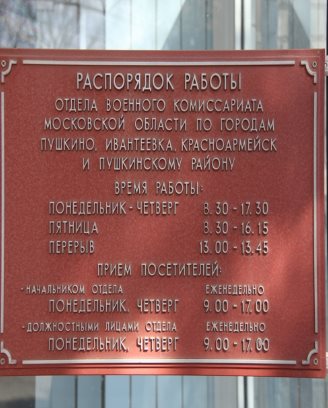 РАСПОРЯДОК РАБОТЫ
ОТДЕЛА ВОЕННОГО КОМИССАРИАТА
МОСКОВСКОЙ ОБЛАСТИ ПО ГОРОДАМ
ПУШКИНО, ИВАНТЕЕВКА, КРАСНОАРМЕЙСК
И ПУШКИНСКОМУ РАЙОНУ
ВРЕМЯ РАБОТЫ:
ПОНЕДЕЛЬНИК - ЧЕТВЕРГ 8.30 - 17.30
ПЯТНИЦА 8.30 - 16.15
ПЕРЕРЫВ 13.00 - 13.45
ПРИЕМ ПОСЕТИТЕЛЕЙ:
- НАЧАЛЬНИКОМ ОТДЕЛА ЕЖЕНЕДЕЛЬНО
ПОНЕДЕЛЬНИК, ЧЕТВЕРГ 9.00 - 17.00
- ДОЛЖНОСТНЫМИ ЛИЦАМИ ОТДЕЛА ЕЖЕНЕДЕЛЬНО
ПОНЕДЕЛЬНИК, ЧЕТВЕРГ 9.00 - 17.00